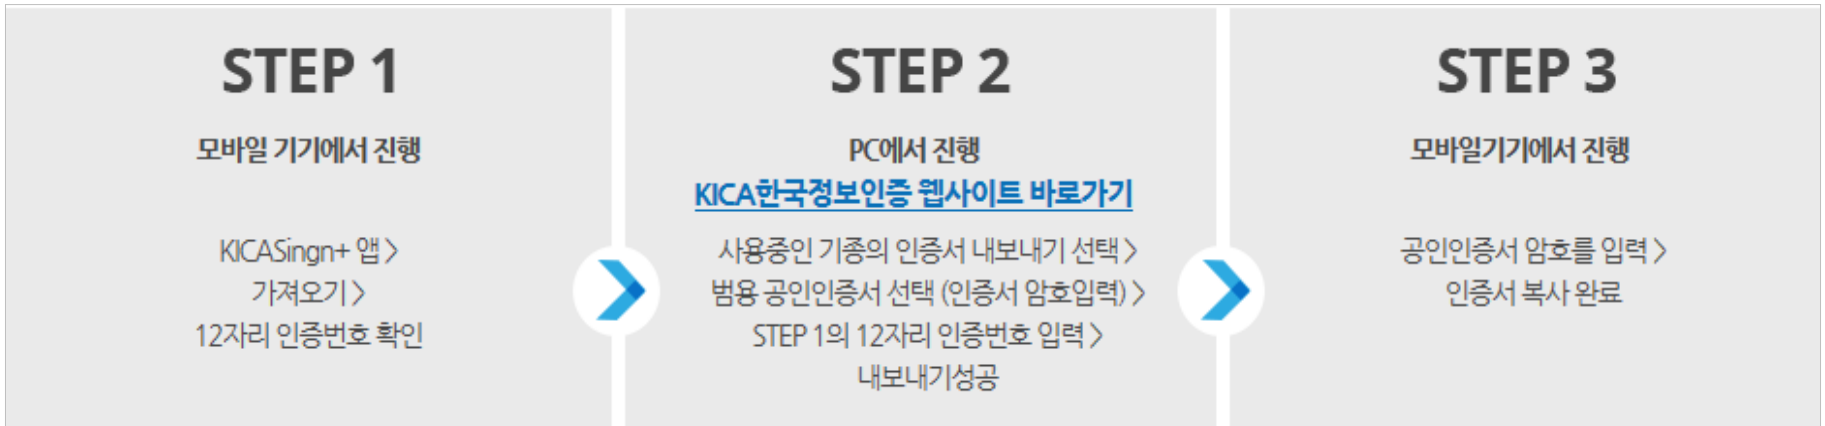 STEP 1
모바일 기기에서 진행
KICASingn+ 앱 >
가져오기 >
12자리 인증번호 확인
STEP 2
PC에서 진행
KICA한국정보인증 웹사이트 바로가기
사용중인 기종의 인증서 내보내기 선택 >
범용 공인인증서 선택 (인증서 암호입력) >
STEP 1의 12자리 인증번호 입력 >
내보내기성공
STEP 3
모바일기기에서 진행
공인인증서 암호를 입력 >
인증서 복사 완료